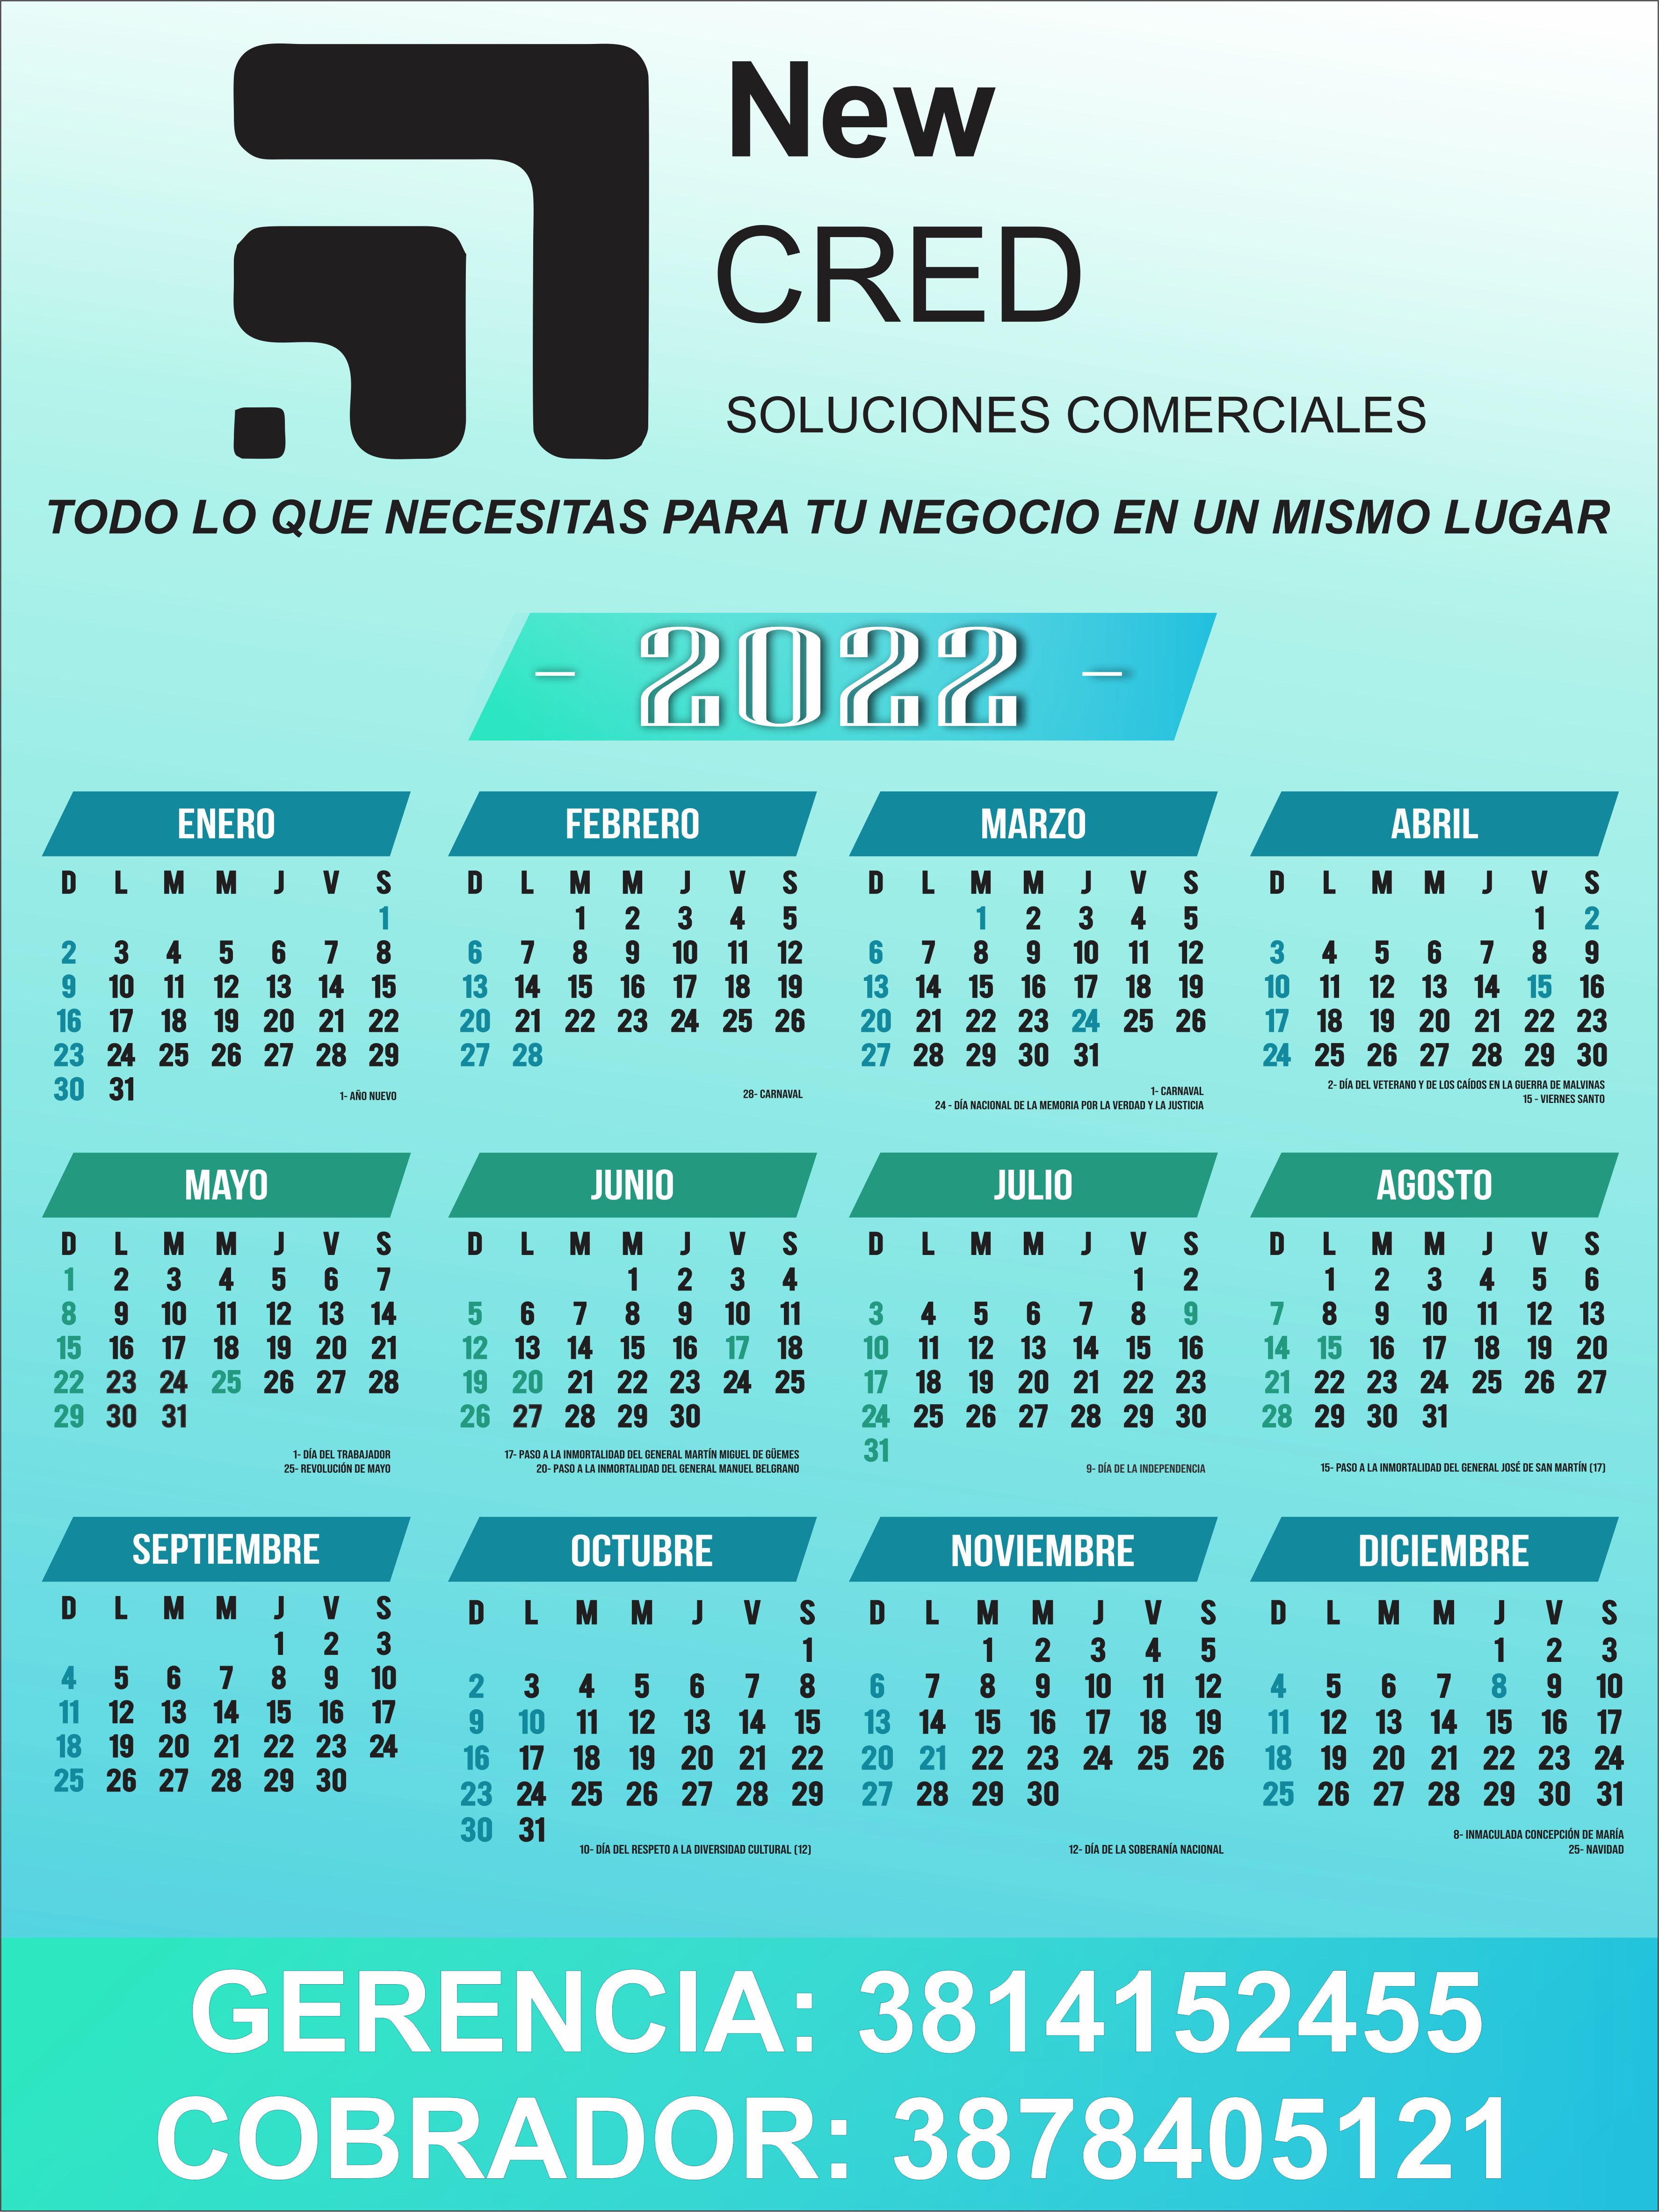 New
CRED
SOLUCIONES COMERCIALES
TODO LO QUE NECESITAS PARA TU NEGOCIO EN UN MISMO LUGAR
- 2022 -
ENERO
D L M M J V S
1
2 3 4 5 6 7 8
9 10 11 12 13 14 15
16 17 18 19 20 21 22
23 24 25 26 27 28 29
30 31
1- AÑO NUEVO
FEBRERO
D L M M J V S
1 2 3 4 5
6 7 8 9 10 11 12
13 14 15 16 17 18 19
20 21 22 23 24 25 26
27 28
28- CARNAVAL
MARZO
D L M M J V S
1 2 3 4 5
6 7 8 9 10 11 12
13 14 15 16 17 18 19
20 21 22 23 24 25 26
27 28 29 30 31
1- CARNAVAL
24 - DÍA NACIONAL DE LA MEMORIA POR LA VERDAD Y LA JUSTICIA
ABRIL
D L M M J V S
1 2
3 4 5 6 7 8 9
10 11 12 13 14 15 16
17 18 19 20 21 22 23
24 25 26 27 28 29 30
2- DÍA DEL VETERANO Y DE LOS CAÍDOS EN LA GUERRA DE MALVINAS
15 - VIERNES SANTO
MAYO
D L M M J V S
1 2 3 4 5 6 7
8 9 10 11 12 13 14
15 16 17 18 19 20 21
22 23 24 25 26 27 28
29 30 31
1- DÍA DEL TRABAJADOR
25- REVOLUCIÓN DE MAYO
JUNIO
D L M M J V S
1 2 3 4
5 6 7 8 9 10 11
12 13 14 15 16 17 18
19 20 21 22 23 24 25
26 27 28 29 30
17- PASO A LA INMORTALIDAD DEL GENERAL MARTÍN MIGUEL DE GÜEMES
20- PASO A LA INMORTALIDAD DEL GENERAL MANUEL BELGRANO
JULIO
D L M M J V S
1 2
3 4 5 6 7 8 9
10 11 12 13 14 15 16
17 18 19 20 21 22 23
24 25 26 27 28 29 30
31
9- DÍA DE LA INDEPENDENCIA
AGOSTO
D L M M J V S
1 2 3 4 5 6
7 8 9 10 11 12 13
14 15 16 17 18 19 20
21 22 23 24 25 26 27
28 29 30 31
15- PASO A LA INMORTALIDAD DEL GENERAL JOSÉ DE SAN MARTÍN (17)
SEPTIEMBRE
D L M M J V S
1 2 3
4 5 6 7 8 9 10
11 12 13 14 15 16 17
18 19 20 21 22 23 24
25 26 27 28 29 30
OCTUBRE
D L M M J V S
1
2 3 4 5 6 7 8
9 10 11 12 13 14 15
16 17 18 19 20 21 22
23 24 25 26 27 28 29
30 31
10- DÍA DEL RESPETO A LA DIVERSIDAD CULTURAL (12)
NOVIEMBRE
D L M M J V S
1 2 3 4 5
6 7 8 9 10 11 12
13 14 15 16 17 18 19
20 21 22 23 24 25 26
27 28 29 30
12- DÍA DE LA SOBERANÍA NACIONAL
DICIEMBRE
D L M M J V S
1 2 3
4 5 6 7 8 9 10
11 12 13 14 15 16 17
18 19 20 21 22 23 24
25 26 27 28 29 30 31
8- INMACULADA CONCEPCIÓN DE MARÍA
25- NAVIDAD
GERENCIA: 3814152455
COBRADOR: 3878405121